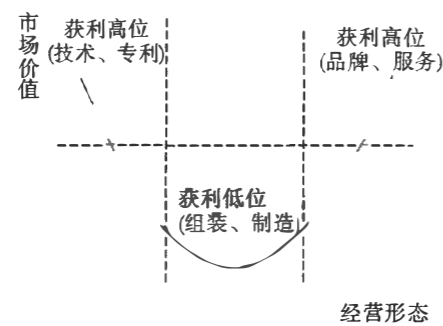 市场价值
获利高位
(技术、专利)
获利高位
(品牌、服务)
获利低位
(组装、制造)
经营形态